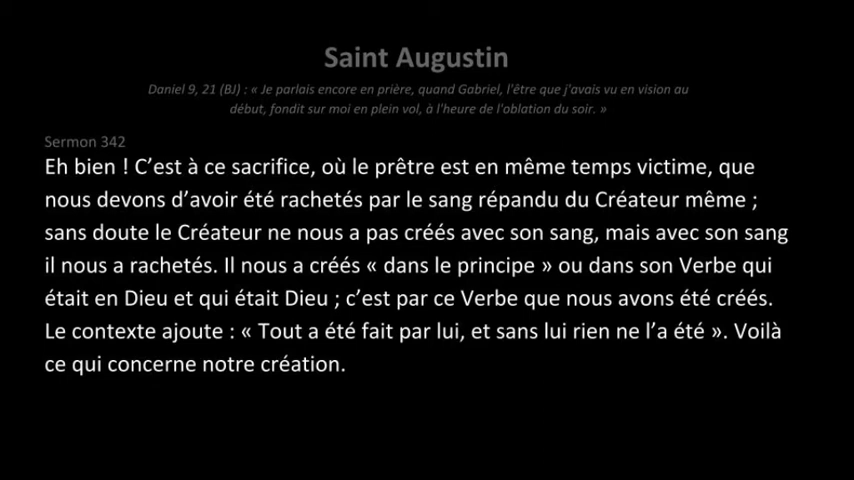 Saint Augustin
Daniel 9, 21 (BJ) : « Je parlais encore en prière, quand Gabriel, l'être que j'avais vu en vision au
début, fondit sur moi en plein vol, à l'heure de l'oblation du soir. »
Sermon 342
Eh bien ! C’est à ce sacrifice, où le prêtre est en même temps victime, que
nous devons d’avoir été rachetés par le sang répandu du Créateur même ;
sans doute le Créateur ne nous a pas créés avec son sang, mais avec son sang
il nous a rachetés. Il nous a créés « dans le principe » ou dans son Verbe qui
était en Dieu et qui était Dieu ; c’est par ce Verbe que nous avons été créés.
Le contexte ajoute : « Tout a été fait par lui, et sans lui rien ne l’a été ». Voilà
ce qui concerne notre création.